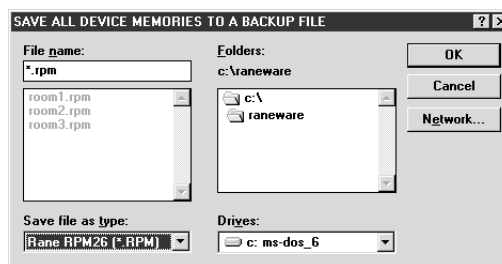 SAVE ALL DEVICE MEMORIES TO A BACKUP FILE
? X
File name:
*.rpm
room1.rpm
room2.rpm
room3.rpm
Save file as type:
Rane RPM26 (*.RPM)
Folders:
c:\raneware
c:\
raneware
Drives:
c: ms-dos_6
OK
Cancel
Network...